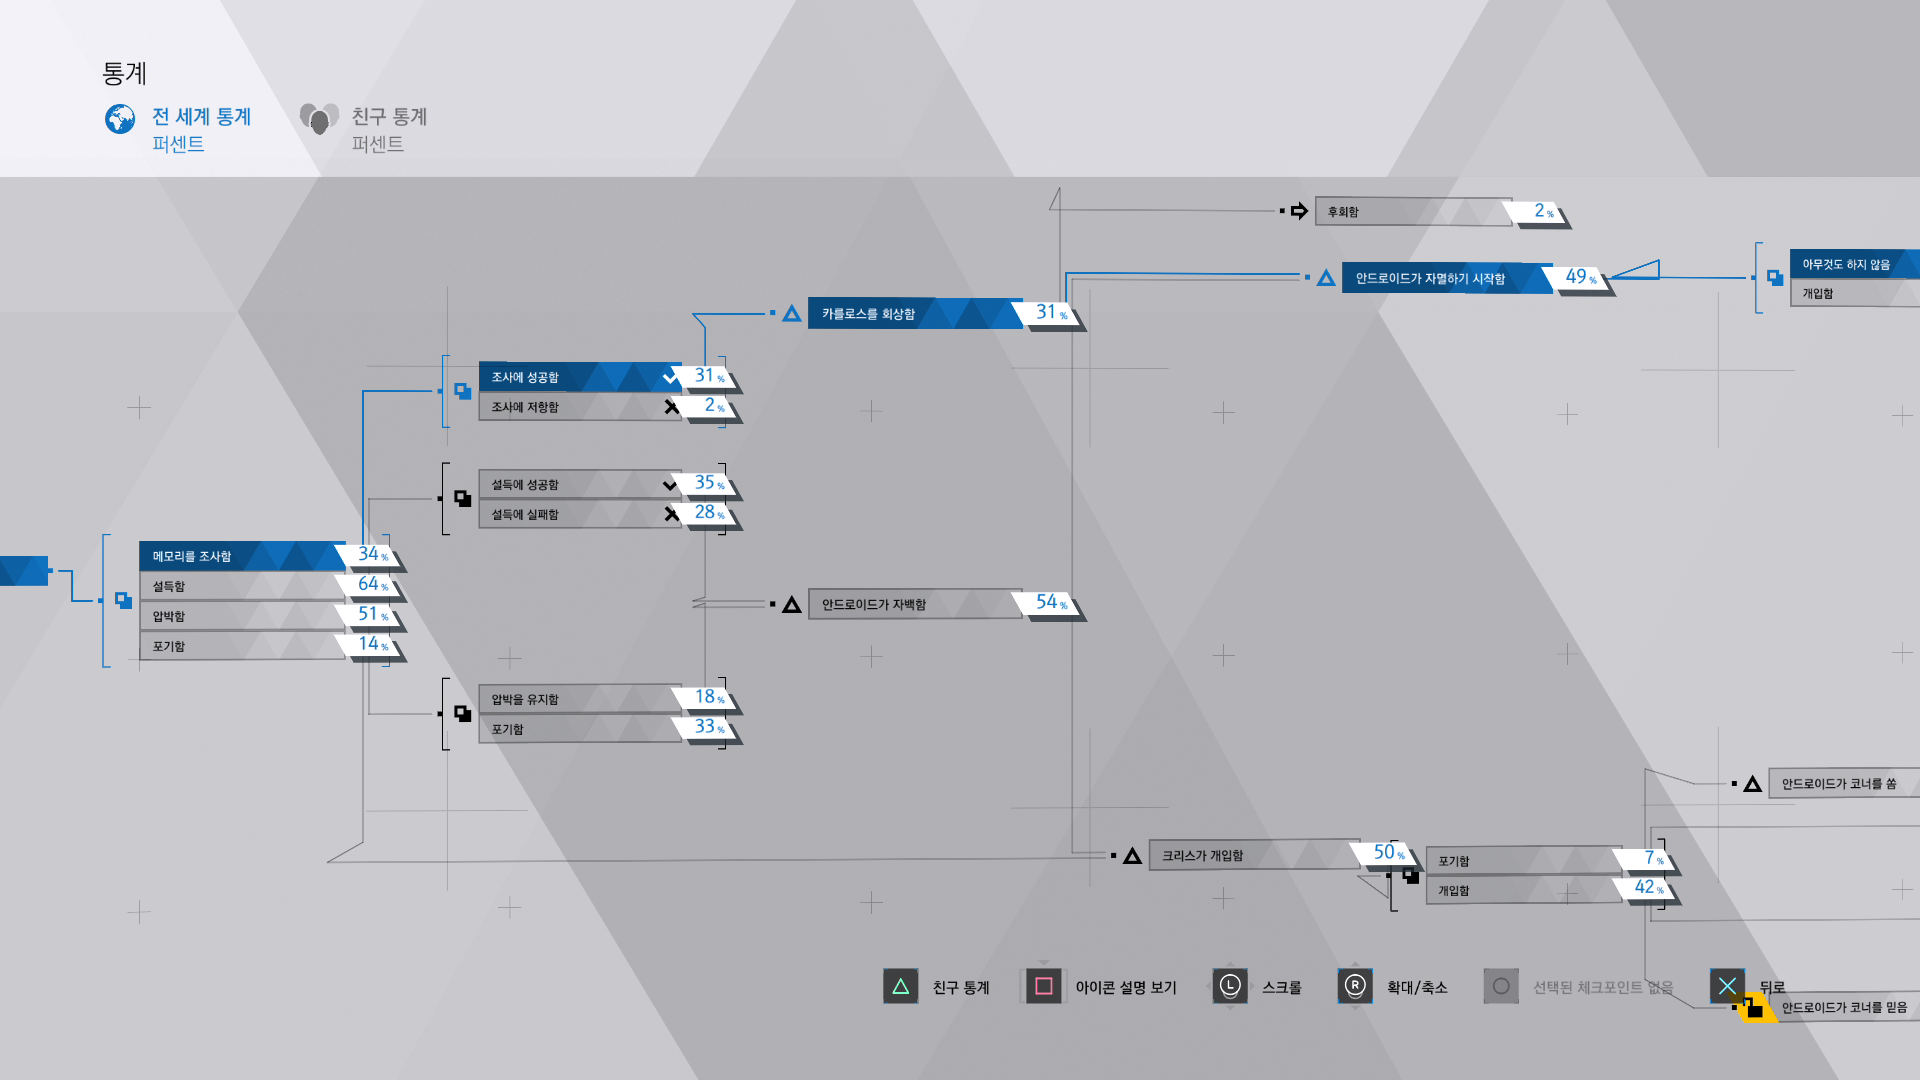 통계
전 세계 통계
퍼센트
친구 통계
퍼센트
후회함 2%
안드로이드가 자멸하기 시작함 49%
아무것도 하지 않음
개입함
카를로스를 회상함 31%
조사에 성공함 31%
조사에 저항함 2%
설득에 성공함 35%
설득에 실패함 28%
메모리를 조사함 34%
설득함 64%
압박함 51%
포기함 14%
안드로이드가 자백함 54%
압박을 유지함 18%
포기함 33%
안드로이드가 코너를 쏨
크리스가 개입함 50%
포기함 7%
개입함 42%
친구 통계
아이콘 설명 보기
L 스크롤
R 확대/축소
선택된 체크포인트 없음
뒤로
안드로이드가 코너를 믿음